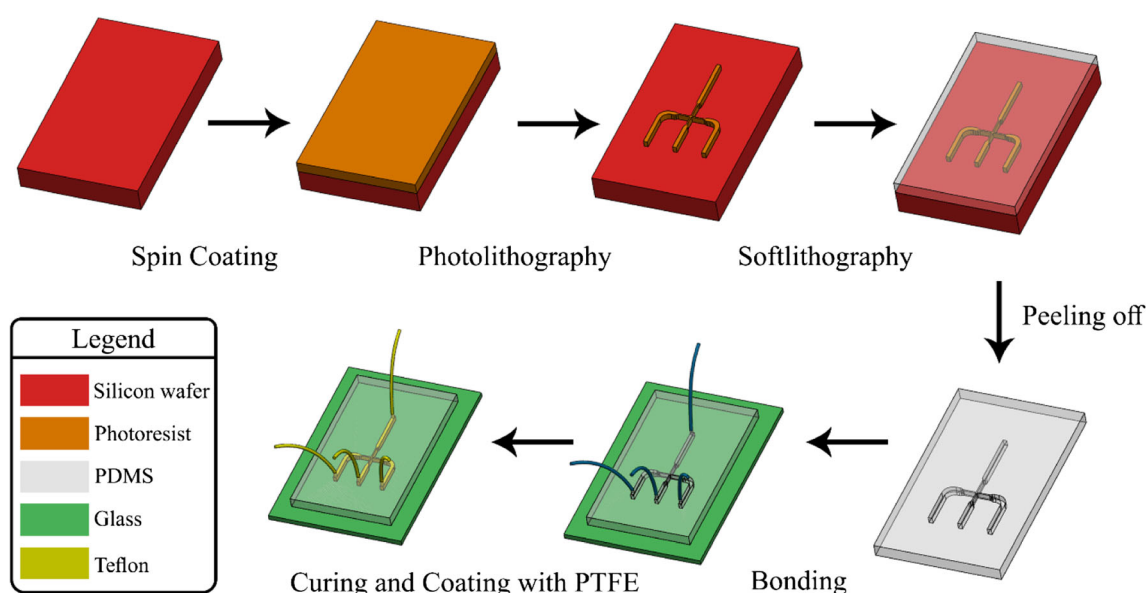 Spin Coating
Photolithography
Softlithography
Peeling off
Legend
Silicon wafer
Photoresist
PDMS
Glass
Teflon
Curing and Coating with PTFE
Bonding